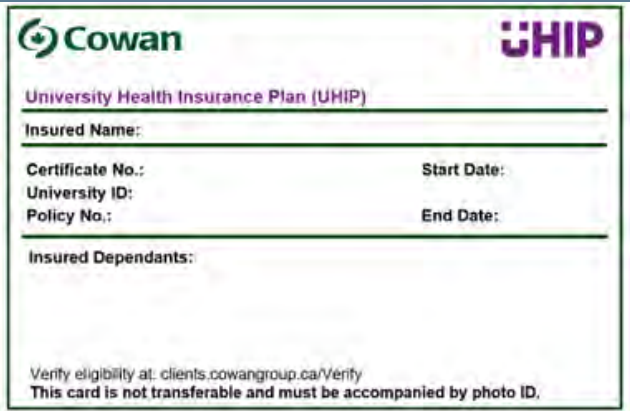 Cowan UHIP
University Health Insurance Plan (UHIP)
Insured Name:
Certificate No.: Start Date:
University ID:
Policy No.: End Date:
Insured Dependants:
Verify eligibility at: clients.cowangroup.ca/Verify
This card is not transferable and must be accompanied by photo ID.